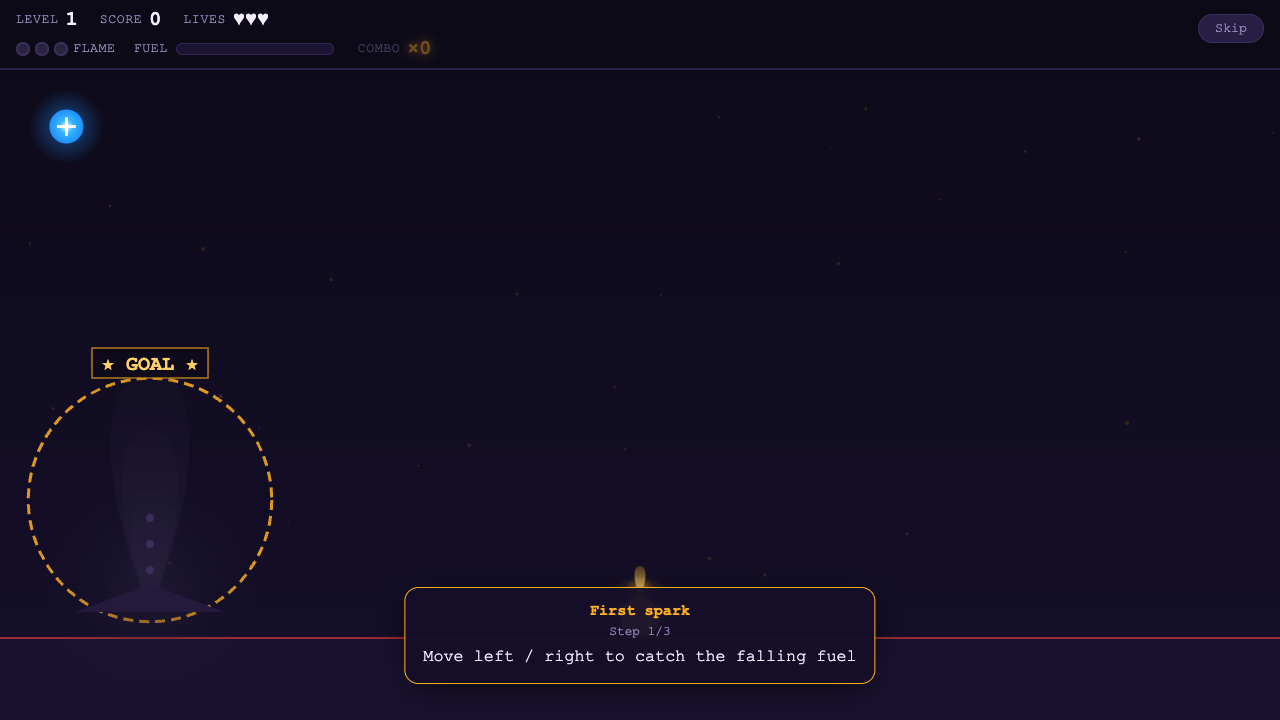 LEVEL 1 SCORE 0 LIVES ♥♥♥
FLAME FUEL COMBO ×0
Skip
★ GOAL ★
First spark
Step 1/3
Move left / right to catch the falling fuel